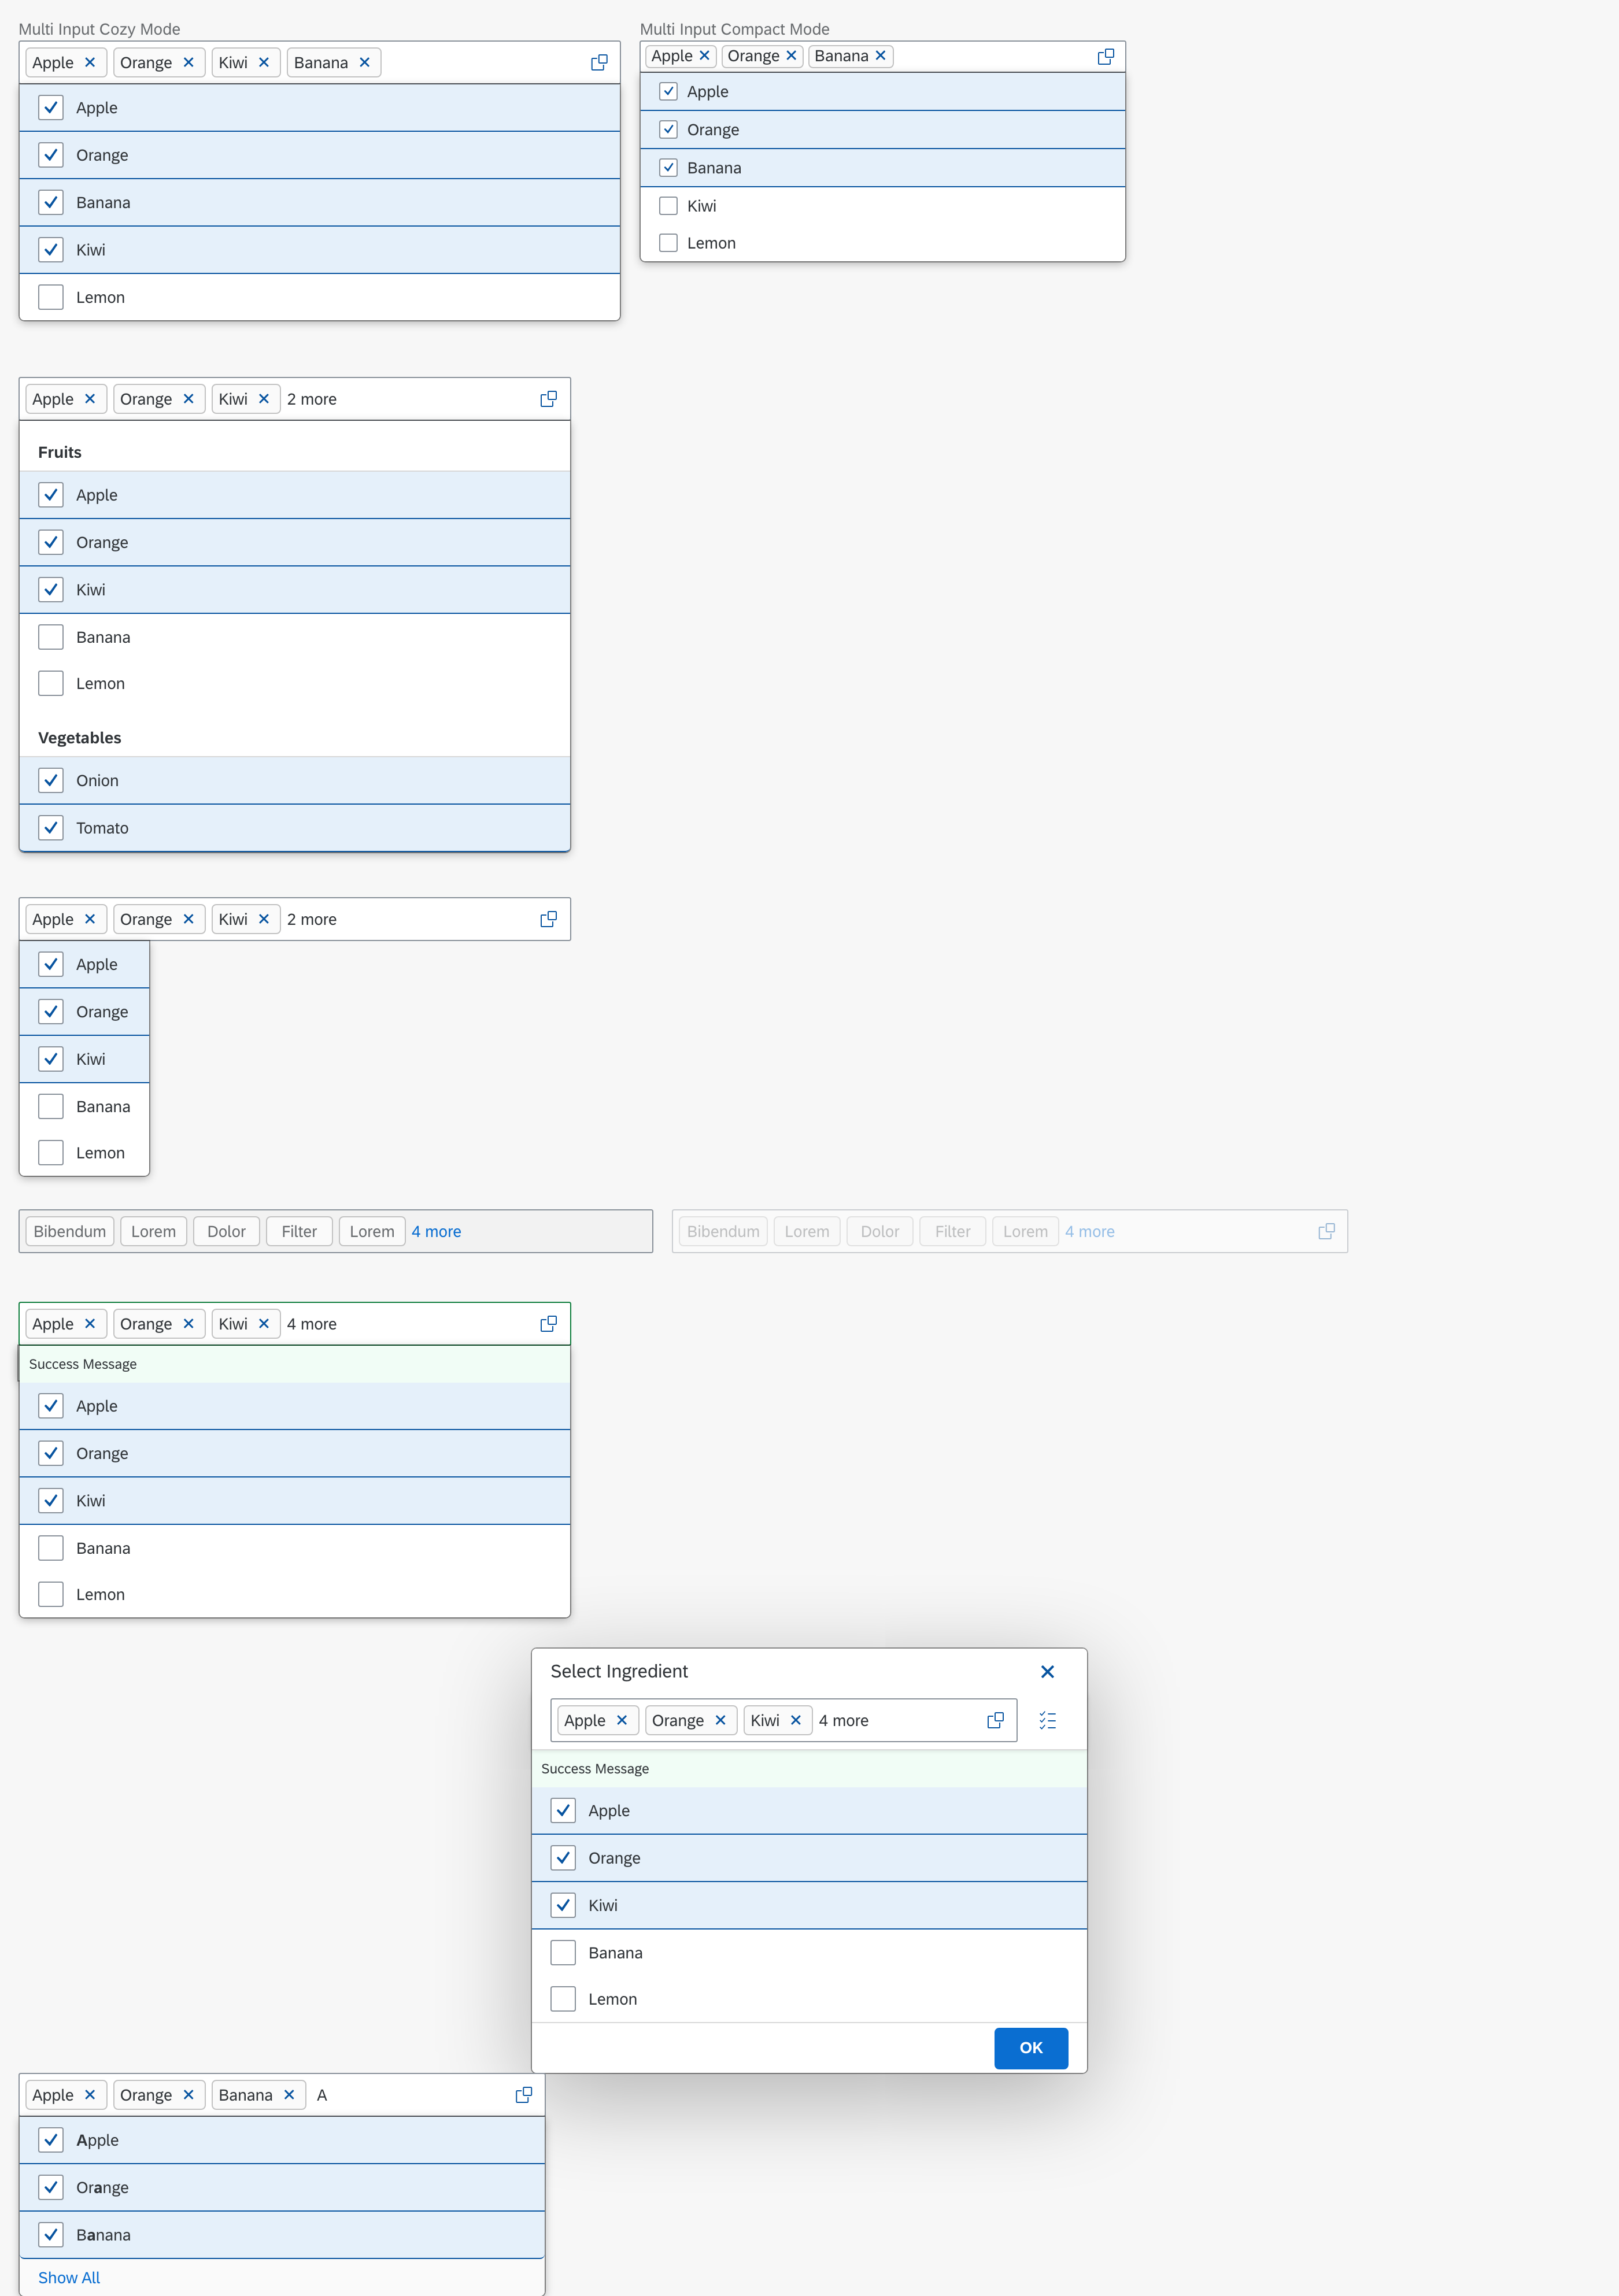 Multi Input Cozy Mode
Apple Orange Kiwi Banana
Apple
Orange
Banana
Kiwi
Lemon
Multi Input Compact Mode
Apple Orange Banana
Apple
Orange
Banana
Kiwi
Lemon
Apple Orange Kiwi 2 more
Fruits
Apple
Orange
Kiwi
Banana
Lemon
Vegetables
Onion
Tomato
Apple Orange Kiwi 2 more
Apple
Orange
Kiwi
Banana
Lemon
Bibendum Lorem Dolor Filter Lorem 4 more
Bibendum Lorem Dolor Filter Lorem 4 more
Apple Orange Kiwi 4 more
Success Message
Apple
Orange
Kiwi
Banana
Lemon
Select Ingredient
Apple Orange Kiwi 4 more
Success Message
Apple
Orange
Kiwi
Banana
Lemon
OK
Apple Orange Banana A
Apple
Orange
Banana
Show All